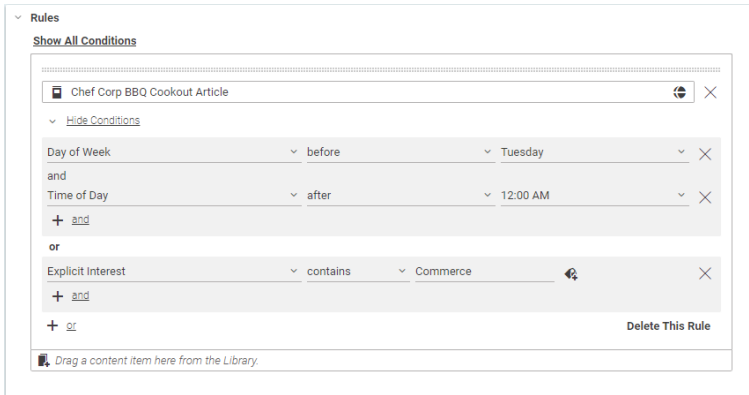 Rules
Show All Conditions
Chef Corp BBQ Cookout Article
Hide Conditions
Day of Week before Tuesday
and
Time of Day after 12:00 AM
+ and
or
Explicit Interest contains Commerce
+ and
+ or Delete This Rule
Drag a content item here from the Library.